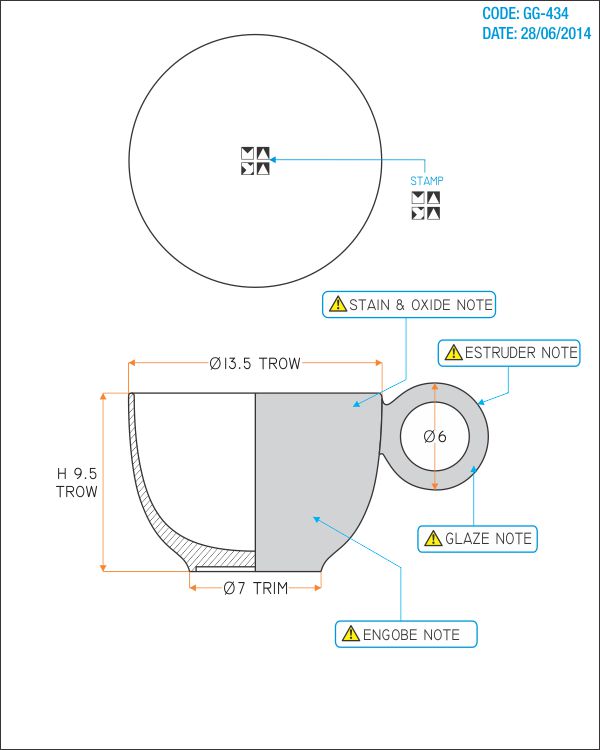 CODE: GG-434
DATE: 28/06/2014
STAMP
STAIN & OXIDE NOTE
ESTRUDER NOTE
Ø13.5 TROW
Ø6
H 9.5
TROW
GLAZE NOTE
Ø7 TRIM
ENGOBE NOTE